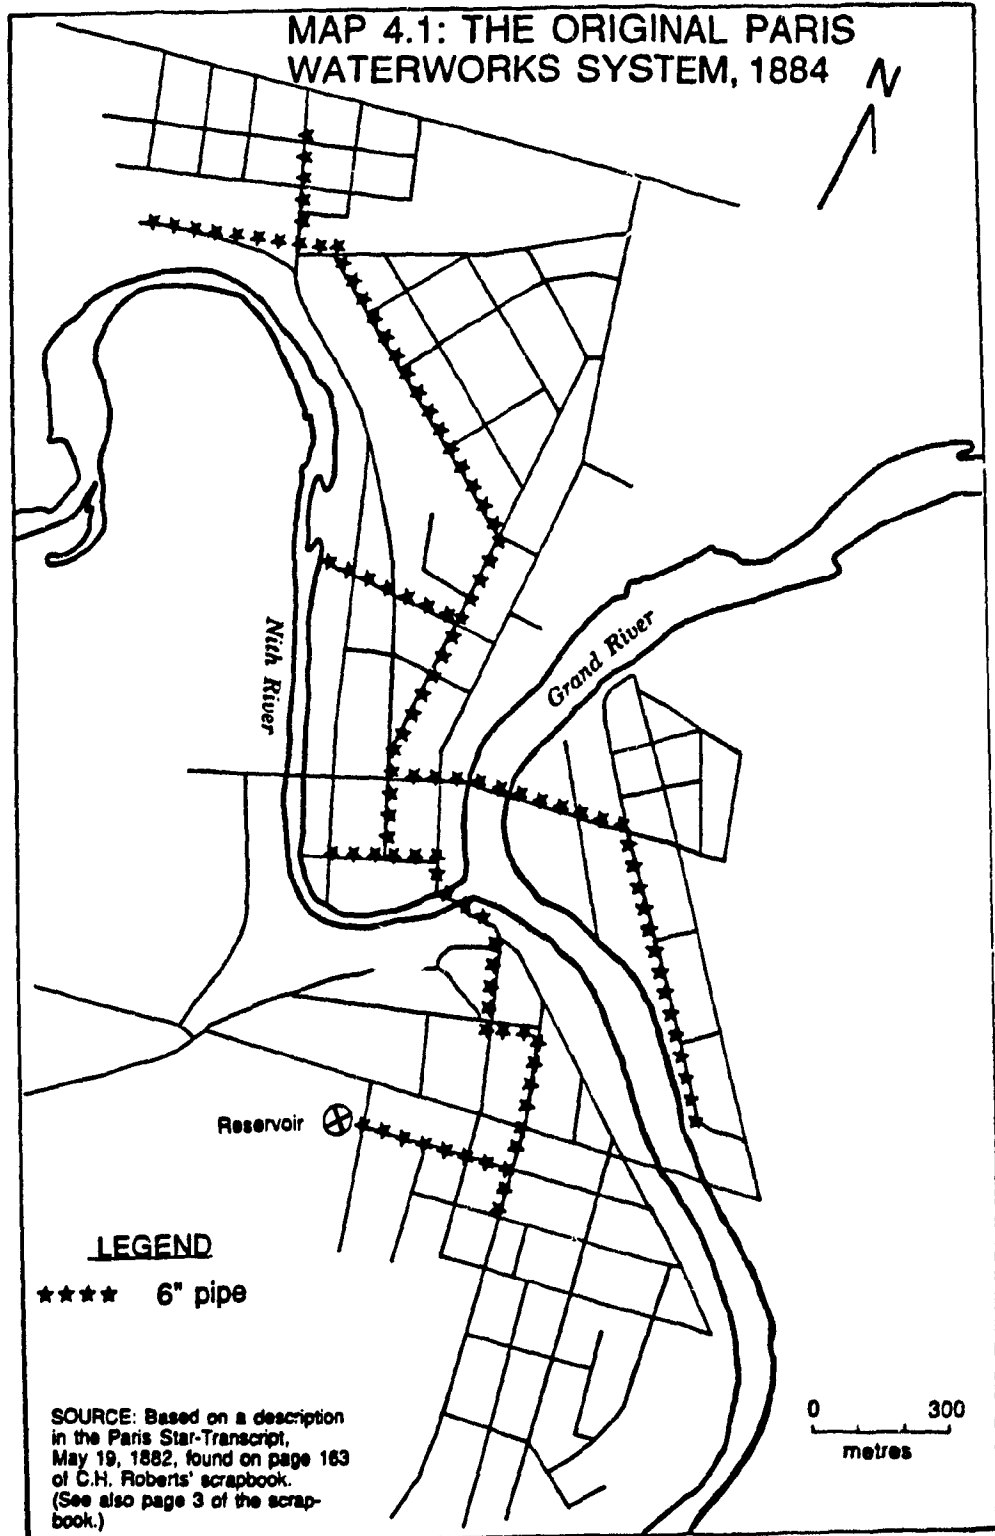 MAP 4.1: THE ORIGINAL PARIS
WATERWORKS SYSTEM, 1884
N
Nith River
Grand River
Reservoir
LEGEND
★★★★ 6" pipe
SOURCE: Based on a description
in the Paris Star-Transcript,
May 19, 1882, found on page 163
of C.H. Roberts' scrapbook.
(See also page 3 of the scrap-
book.)
0 300
metres